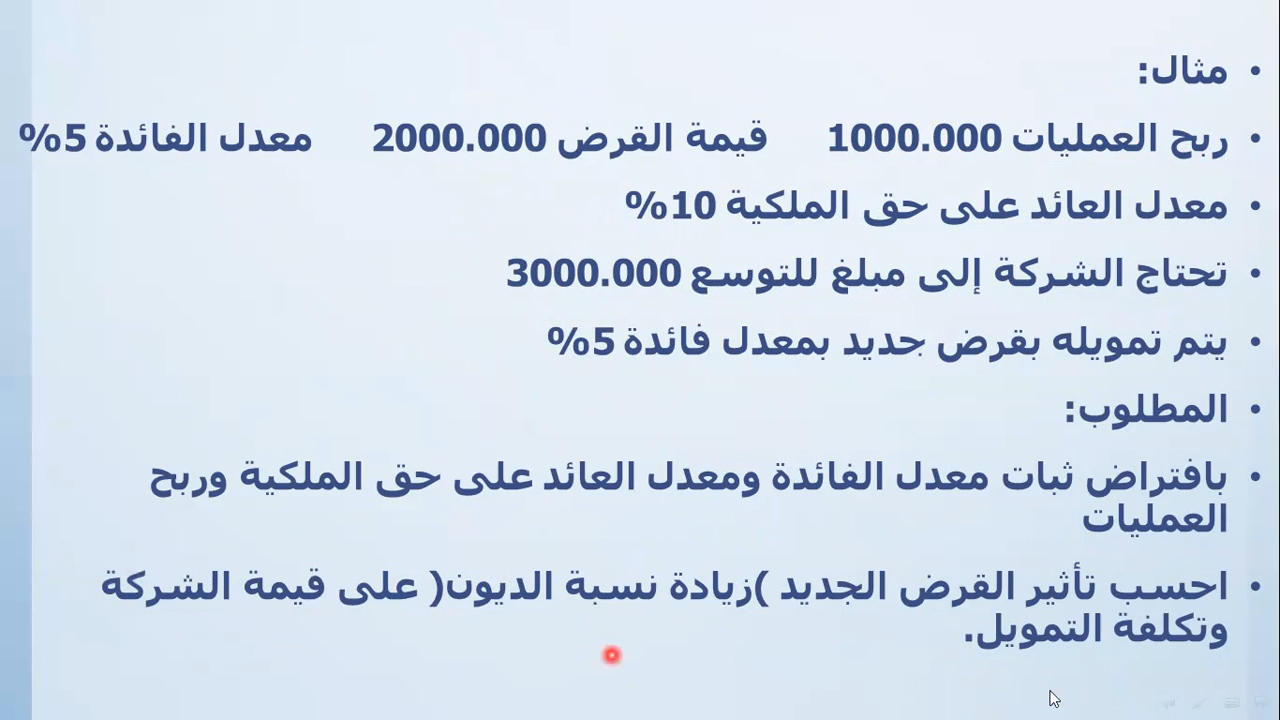 • مثال:
• ربح العمليات 1000.000 قيمة القرض 2000.000 معدل الفائدة 5%
• معدل العائد على حق الملكية 10%
• تحتاج الشركة إلى مبلغ للتوسع 3000.000
• يتم تمويله بقرض جديد بمعدل فائدة 5%
• المطلوب:
• بافتراض ثبات معدل الفائدة ومعدل العائد على حق الملكية وربح
العمليات
• احسب تأثير القرض الجديد )زيادة نسبة الديون( على قيمة الشركة
وتكلفة التمويل.